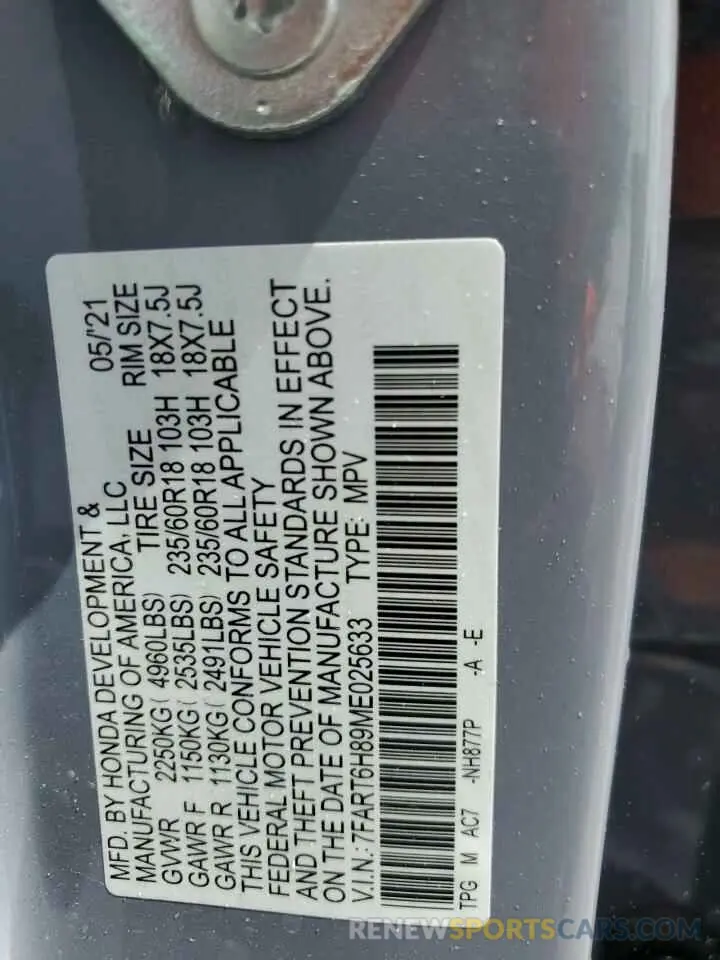 MFD. BY HONDA DEVELOPMENT & 05/'21
MANUFACTURING OF AMERICA, LLC
TIRE SIZE RIM SIZE
GVWR 2250KG ( 4960LBS)
GAWR F 1150KG ( 2535LBS) 235/60R18 103H 18X7.5J
GAWR R 1130KG ( 2491LBS) 235/60R18 103H 18X7.5J
THIS VEHICLE CONFORMS TO ALL APPLICABLE
FEDERAL MOTOR VEHICLE SAFETY
AND THEFT PREVENTION STANDARDS IN EFFECT
ON THE DATE OF MANUFACTURE SHOWN ABOVE.
V.I.N.: 7FART6H89ME025633 TYPE: MPV
TPG M AC7 -NH877P -A -E
RENEWSPORTSCARS.COM